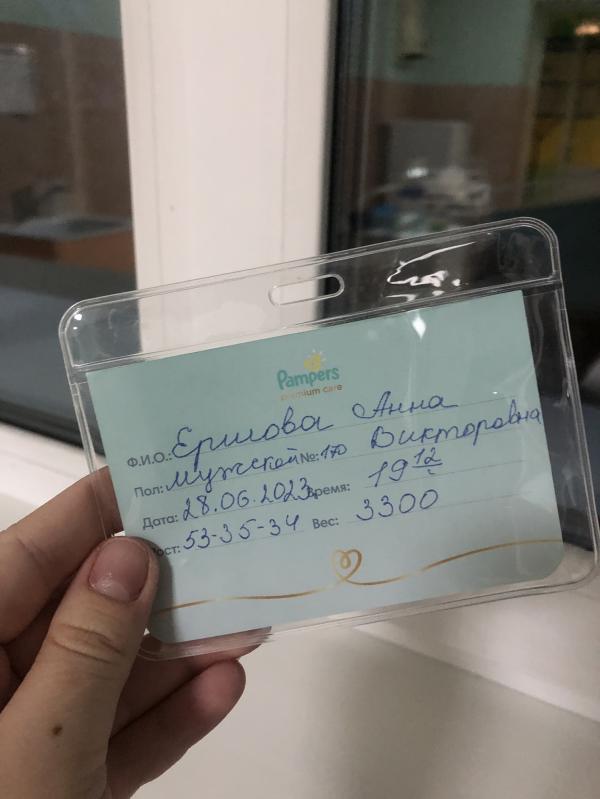 Pampers
premium care
Ф.И.О.: Ершова Анна
Викторовна
Пол: мужской №: 170
Дата: 28.06.2023 Время: 19 12
Рост: 53-35-34 Вес: 3300